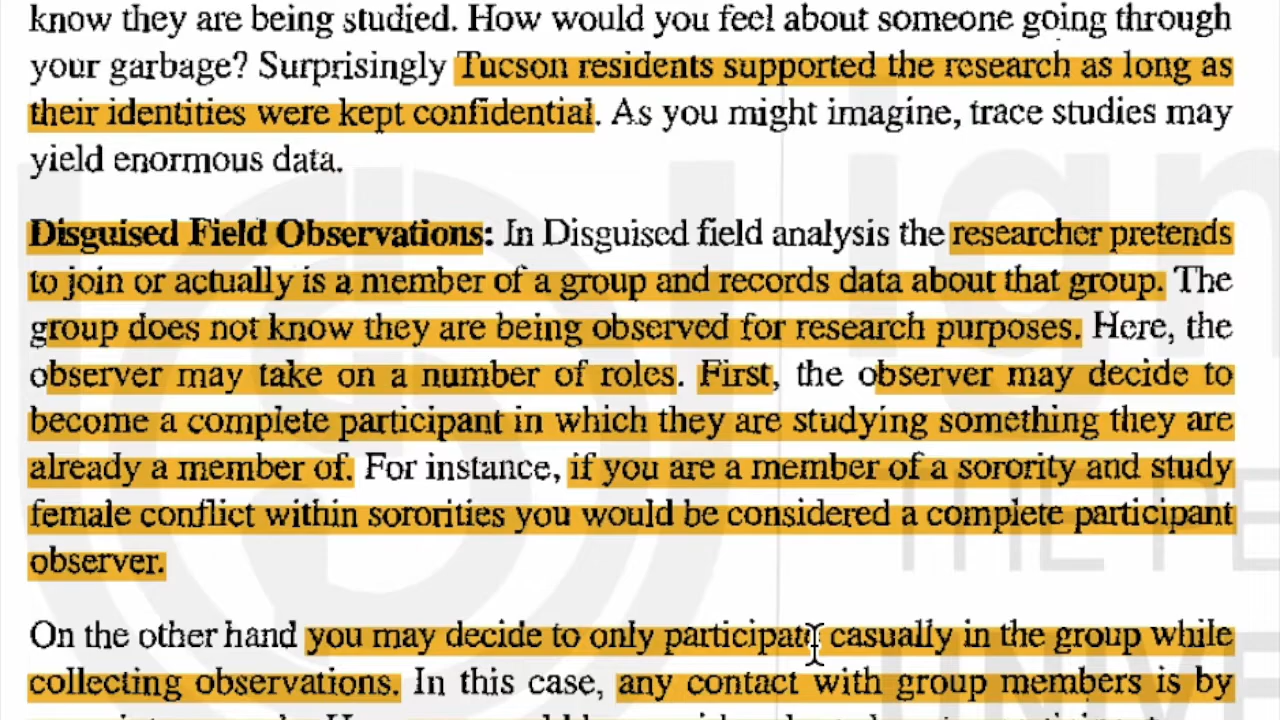 know they are being studied. How would you feel about someone going through
your garbage? Surprisingly Tucson residents supported the research as long as
their identities were kept confidential. As you might imagine, trace studies may
yield enormous data.
Disguised Field Observations: In Disguised field analysis the researcher pretends
to join or actually is a member of a group and records data about that group. The
group does not know they are being observed for research purposes. Here, the
observer may take on a number of roles. First, the observer may decide to
become a complete participant in which they are studying something they are
already a member of. For instance, if you are a member of a sorority and study
female conflict within sororities you would be considered a complete participant
observer.
On the other hand you may decide to only participate casually in the group while
collecting observations. In this case, any contact with group members is by